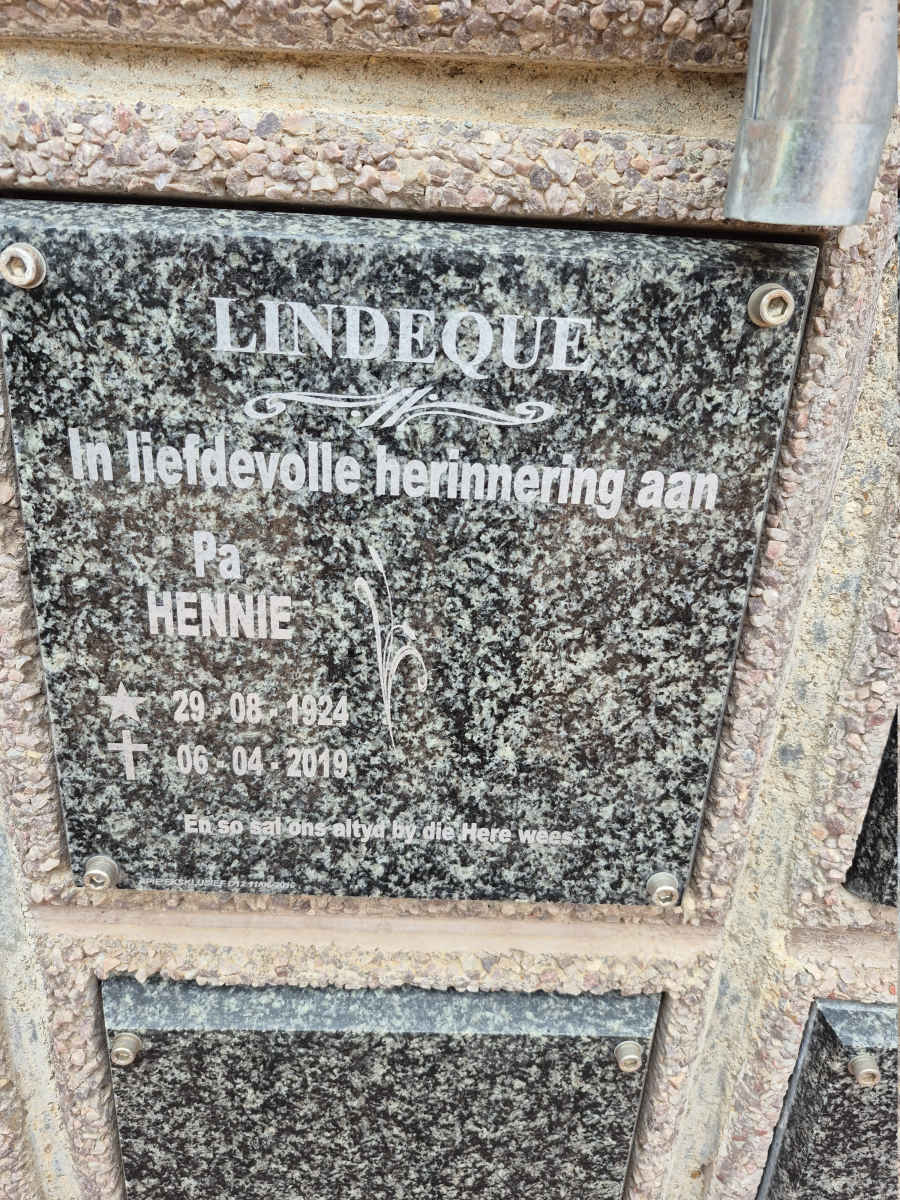 LINDEQUE
In liefdevolle herinnering aan
Pa
HENNIE
29 - 08 - 1924
06 - 04 - 2019
En so sal ons altyd by die Here wees..